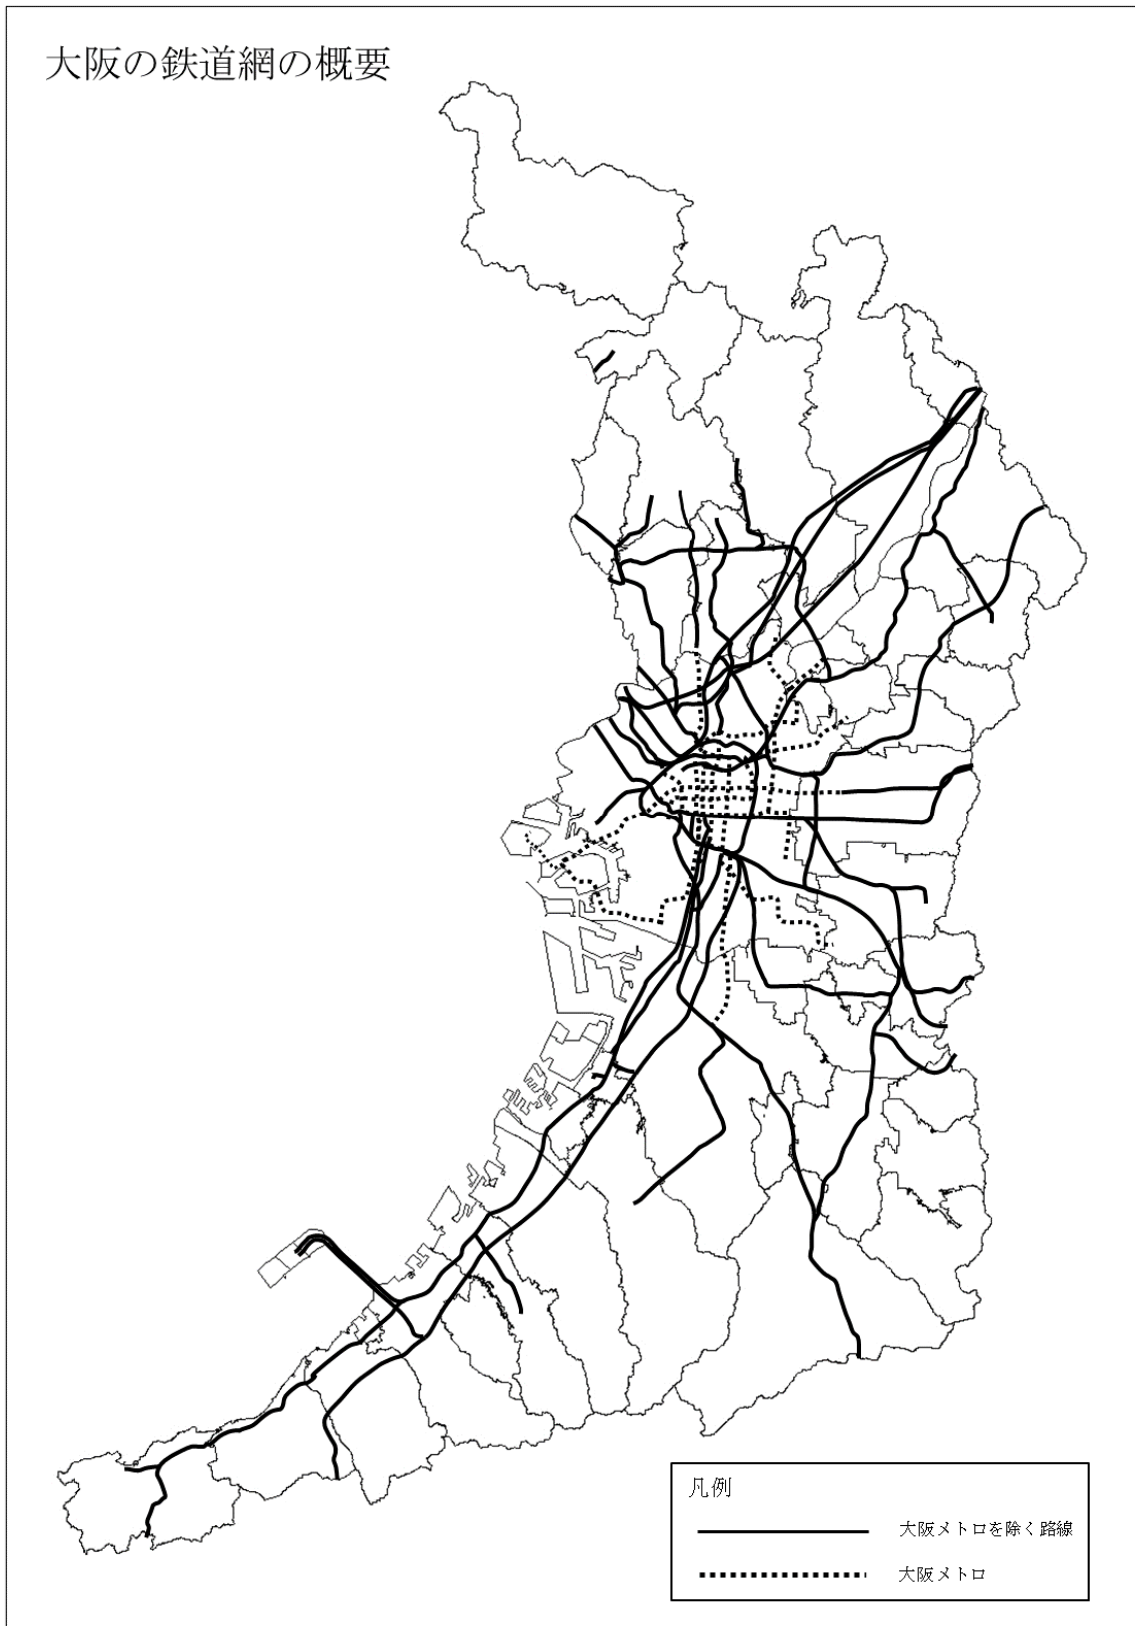 大阪の鉄道網の概要
凡例
大阪メトロを除く路線
大阪メトロ